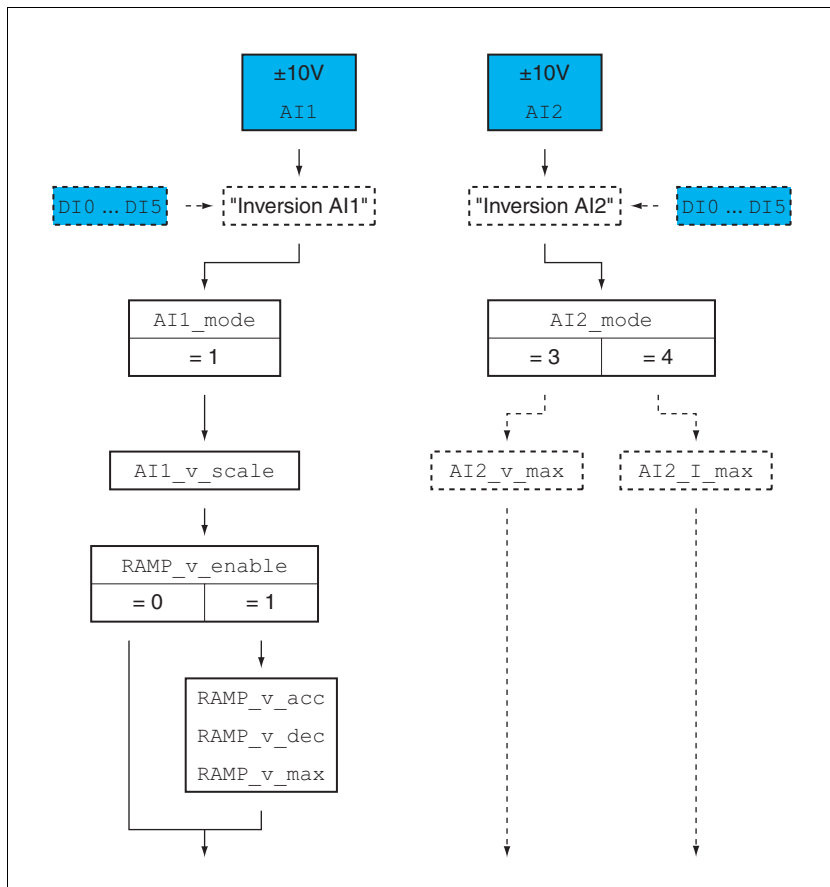 ±10V
AI1
±10V
AI2
DI0 ... DI5
"Inversion AI1"
"Inversion AI2"
DI0 ... DI5
AI1_mode
= 1
AI2_mode
= 3
= 4
AI1_v_scale
AI2_v_max
AI2_I_max
RAMP_v_enable
= 0
= 1
RAMP_v_acc
RAMP_v_dec
RAMP_v_max